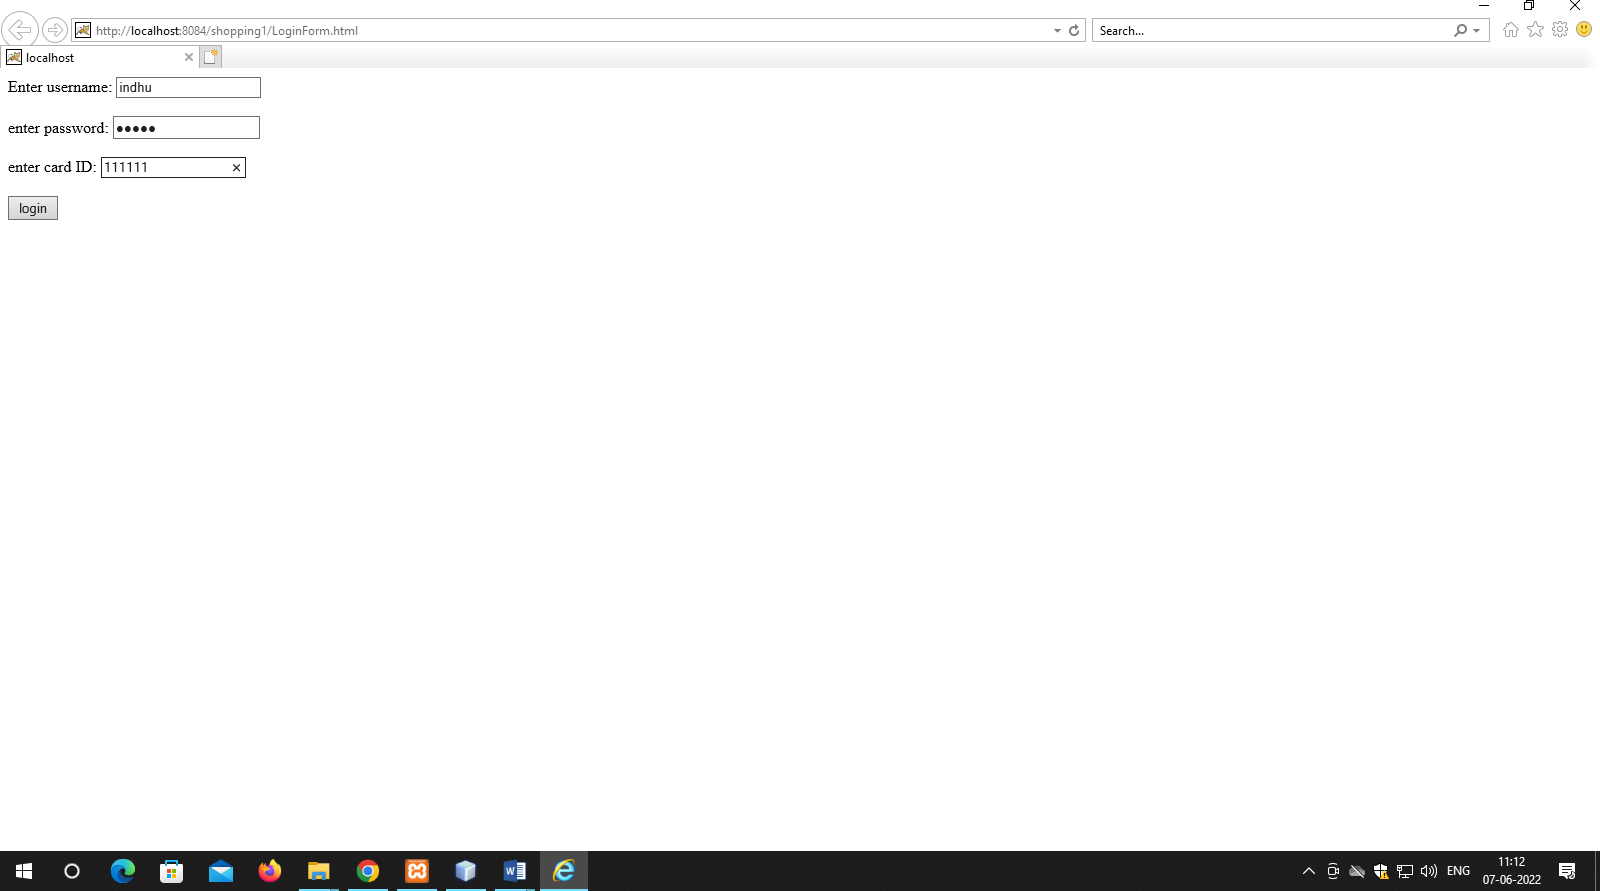 http://localhost:8084/shopping1/LoginForm.html
Search...
localhost
Enter username: indhu
enter password: ●●●●●
enter card ID: 111111
login
ENG
11:12
07-06-2022